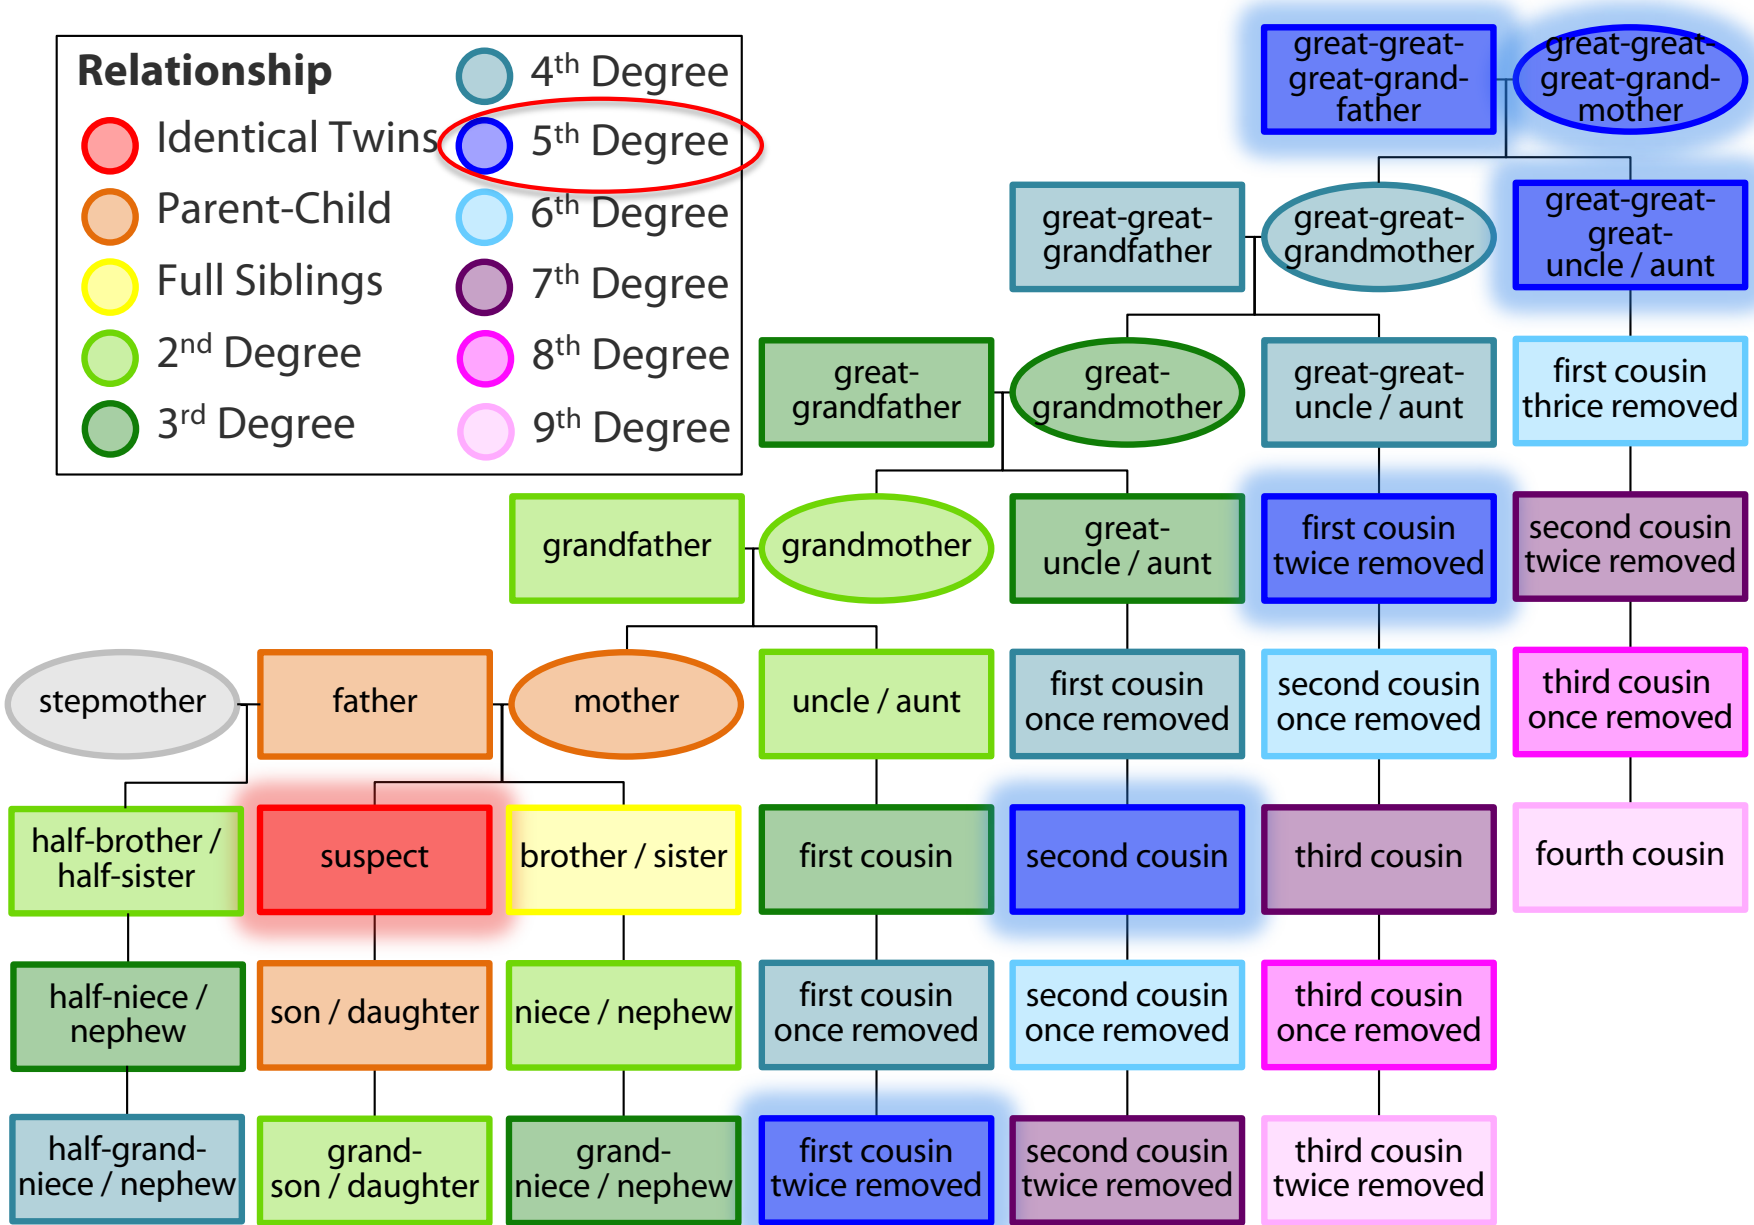 Relationship
Identical Twins
Parent-Child
Full Siblings
2nd Degree
3rd Degree
4th Degree
5th Degree
6th Degree
7th Degree
8th Degree
9th Degree
great-great-
great-grand-
father
great-great-
great-grand-
mother
great-great-
grandfather
great-great-
grandmother
great-great-
great-
uncle / aunt
great-
grandfather
great-
grandmother
great-great-
uncle / aunt
first cousin
thrice removed
grandfather
grandmother
great-
uncle / aunt
first cousin
twice removed
second cousin
twice removed
stepmother
father
mother
uncle / aunt
first cousin
once removed
second cousin
once removed
third cousin
once removed
half-brother /
half-sister
suspect
brother / sister
first cousin
second cousin
third cousin
fourth cousin
half-niece /
nephew
son / daughter
niece / nephew
first cousin
once removed
second cousin
once removed
third cousin
once removed
half-grand-
niece / nephew
grand-
son / daughter
grand-
niece / nephew
first cousin
twice removed
second cousin
twice removed
third cousin
twice removed